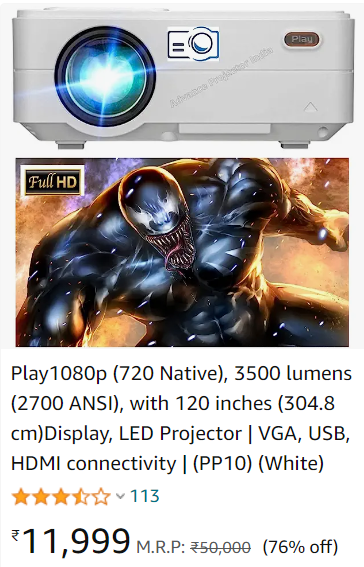 Play
Advance Projector India
Full HD
Play1080p (720 Native), 3500 lumens
(2700 ANSI), with 120 inches (304.8
cm)Display, LED Projector | VGA, USB,
HDMI connectivity | (PP10) (White)
113
₹11,999 M.R.P: ₹50,000 (76% off)